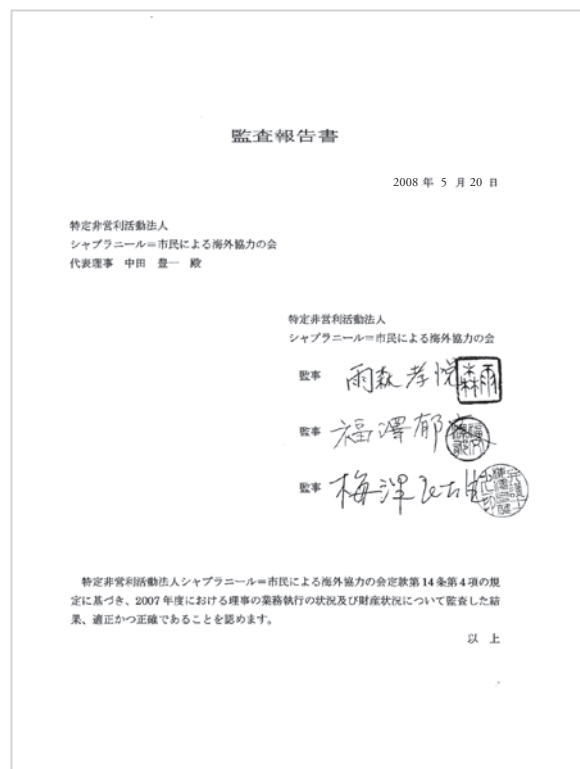 監査報告書
2008 年 5 月 20 日
特定非営利活動法人
シャプラニール＝市民による海外協力の会
代表理事 中田 豊一 殿
特定非営利活動法人
シャプラニール＝市民による海外協力の会
監事 雨森孝悦
監事 福澤郁
監事 梅澤
特定非営利活動法人シャプラニール＝市民による海外協力の会定款第14条第4項の規
定に基づき、2007年度における理事の業務執行の状況及び財産状況について監査した結
果、適正かつ正確であることを認めます。
以 上